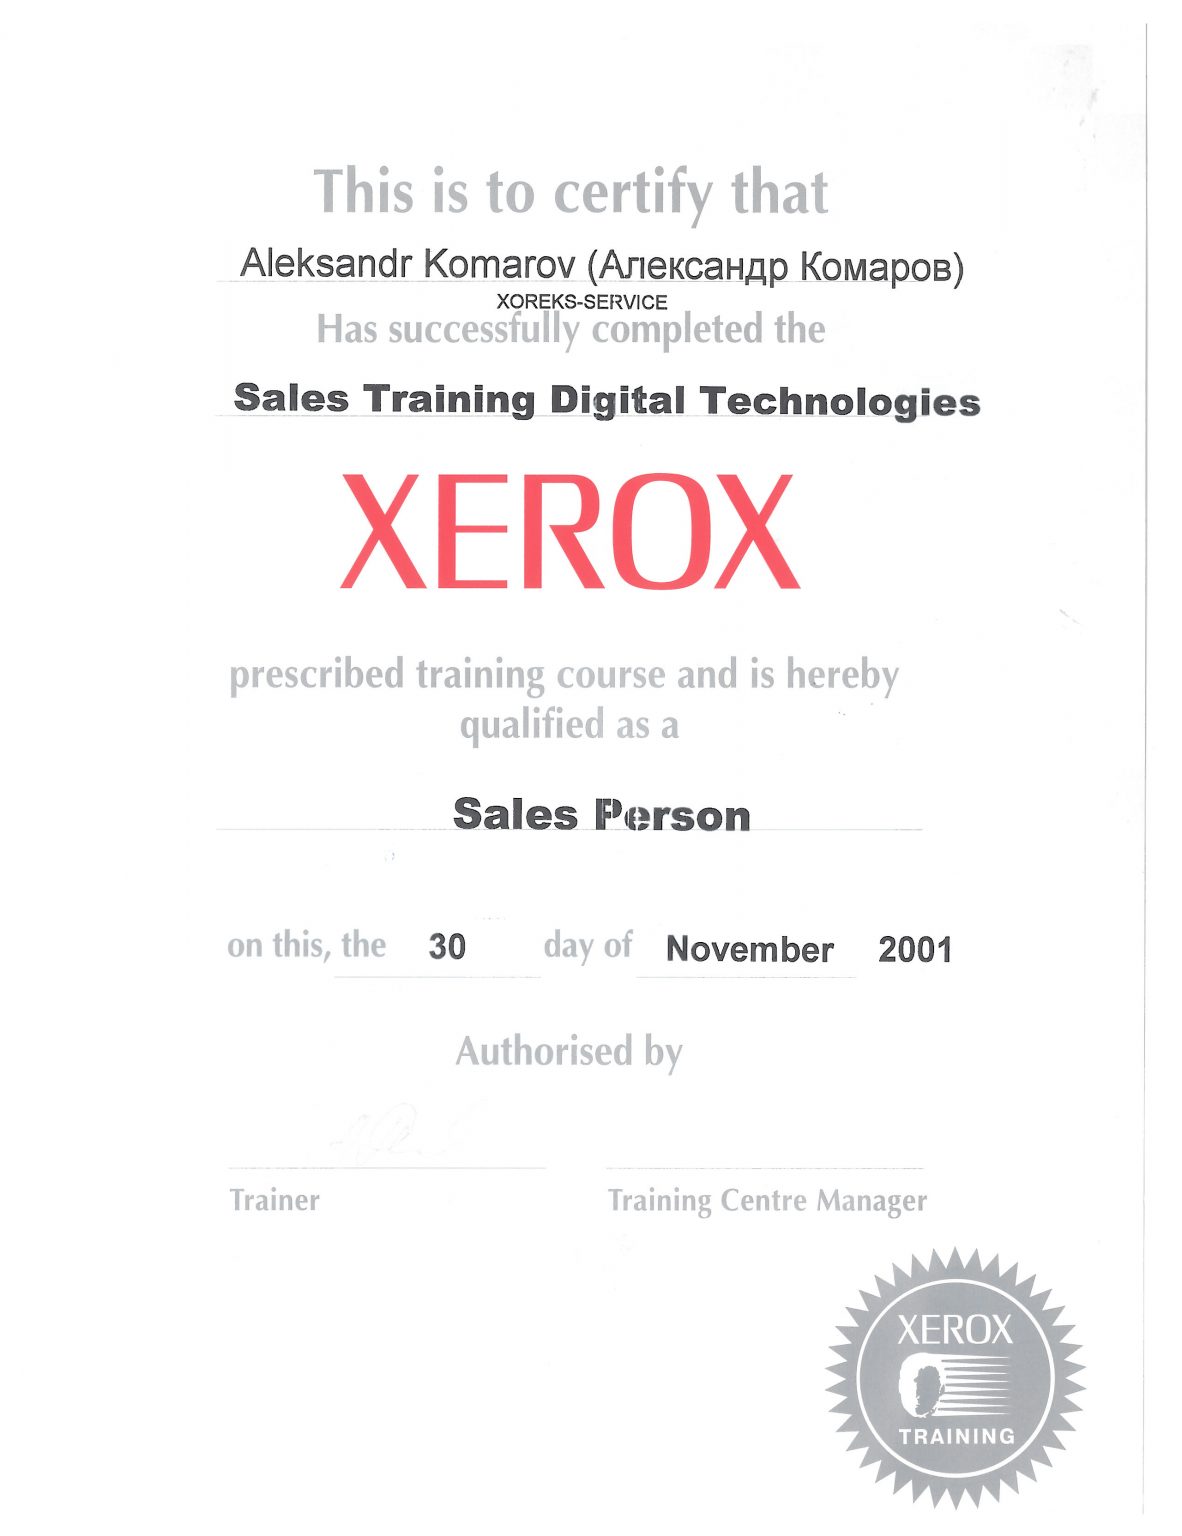 This is to certify that
Aleksandr Komarov (Александр Комаров)
XOREKS-SERVICE
Has successfully completed the
Sales Training Digital Technologies
XEROX
prescribed training course and is hereby
qualified as a
Sales Person
on this, the 30 day of November 2001
Authorised by
Trainer Training Centre Manager
XEROX
TRAINING